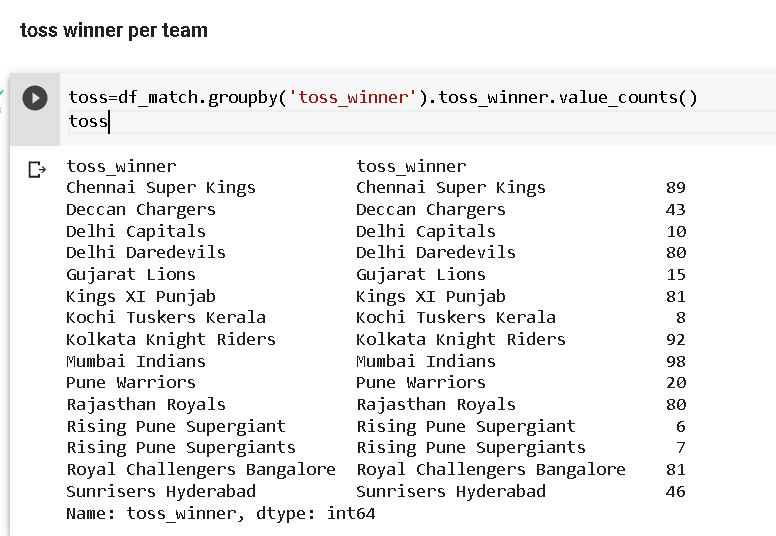 toss winner per team
toss=df_match.groupby('toss_winner').toss_winner.value_counts()
toss
toss_winner toss_winner
Chennai Super Kings Chennai Super Kings 89
Deccan Chargers Deccan Chargers 43
Delhi Capitals Delhi Capitals 10
Delhi Daredevils Delhi Daredevils 80
Gujarat Lions Gujarat Lions 15
Kings XI Punjab Kings XI Punjab 81
Kochi Tuskers Kerala Kochi Tuskers Kerala 8
Kolkata Knight Riders Kolkata Knight Riders 92
Mumbai Indians Mumbai Indians 98
Pune Warriors Pune Warriors 20
Rajasthan Royals Rajasthan Royals 80
Rising Pune Supergiant Rising Pune Supergiant 6
Rising Pune Supergiants Rising Pune Supergiants 7
Royal Challengers Bangalore Royal Challengers Bangalore 81
Sunrisers Hyderabad Sunrisers Hyderabad 46
Name: toss_winner, dtype: int64